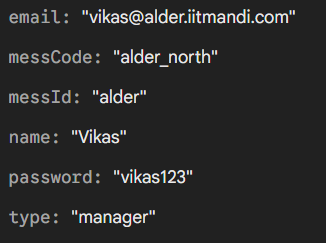 email: "vikas@alder.iitmandi.com"
messCode: "alder_north"
messId: "alder"
name: "Vikas"
password: "vikas123"
type: "manager"